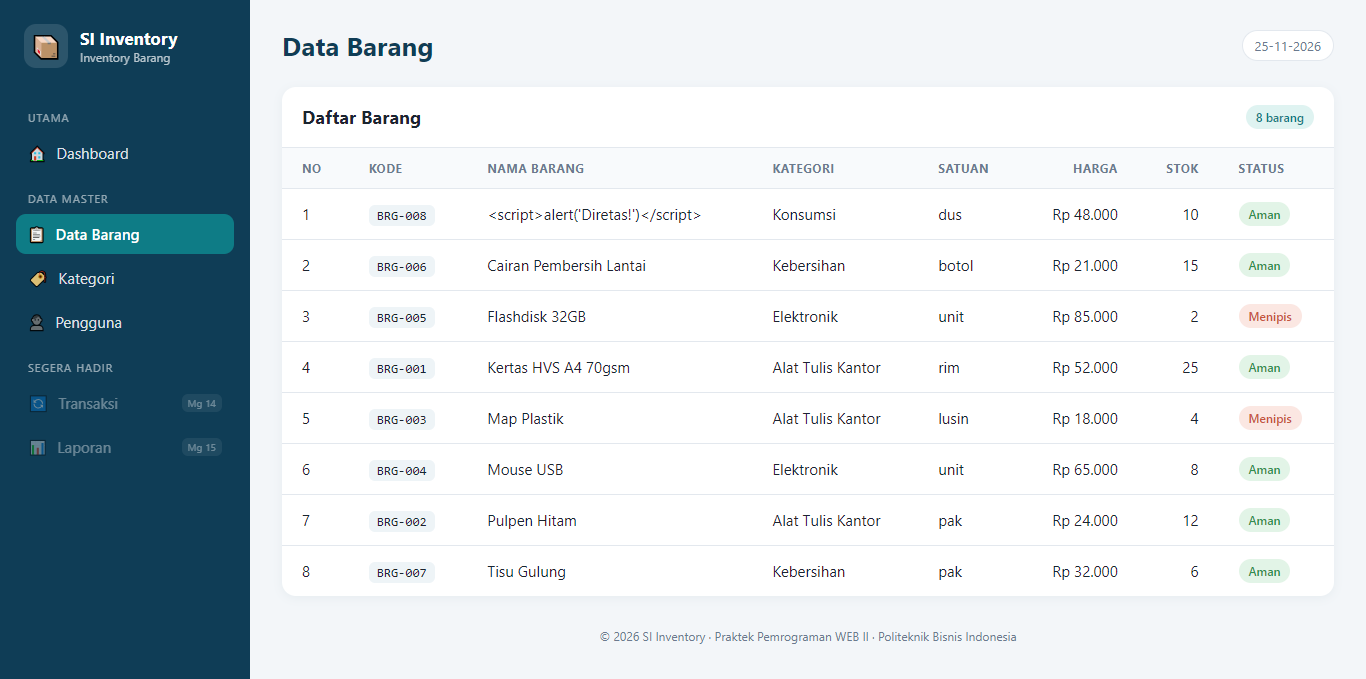 SI Inventory
Inventory Barang
UTAMA
Dashboard
DATA MASTER
Data Barang
Kategori
Pengguna
SEGERA HADIR
Transaksi Mg 14
Laporan Mg 15
Data Barang 25-11-2026
Daftar Barang 8 barang
NO KODE NAMA BARANG KATEGORI SATUAN HARGA STOK STATUS
1 BRG-008 <script>alert('Diretas!')</script> Konsumsi dus Rp 48.000 10 Aman
2 BRG-006 Cairan Pembersih Lantai Kebersihan botol Rp 21.000 15 Aman
3 BRG-005 Flashdisk 32GB Elektronik unit Rp 85.000 2 Menipis
4 BRG-001 Kertas HVS A4 70gsm Alat Tulis Kantor rim Rp 52.000 25 Aman
5 BRG-003 Map Plastik Alat Tulis Kantor lusin Rp 18.000 4 Menipis
6 BRG-004 Mouse USB Elektronik unit Rp 65.000 8 Aman
7 BRG-002 Pulpen Hitam Alat Tulis Kantor pak Rp 24.000 12 Aman
8 BRG-007 Tisu Gulung Kebersihan pak Rp 32.000 6 Aman
© 2026 SI Inventory · Praktek Pemrograman WEB II · Politeknik Bisnis Indonesia